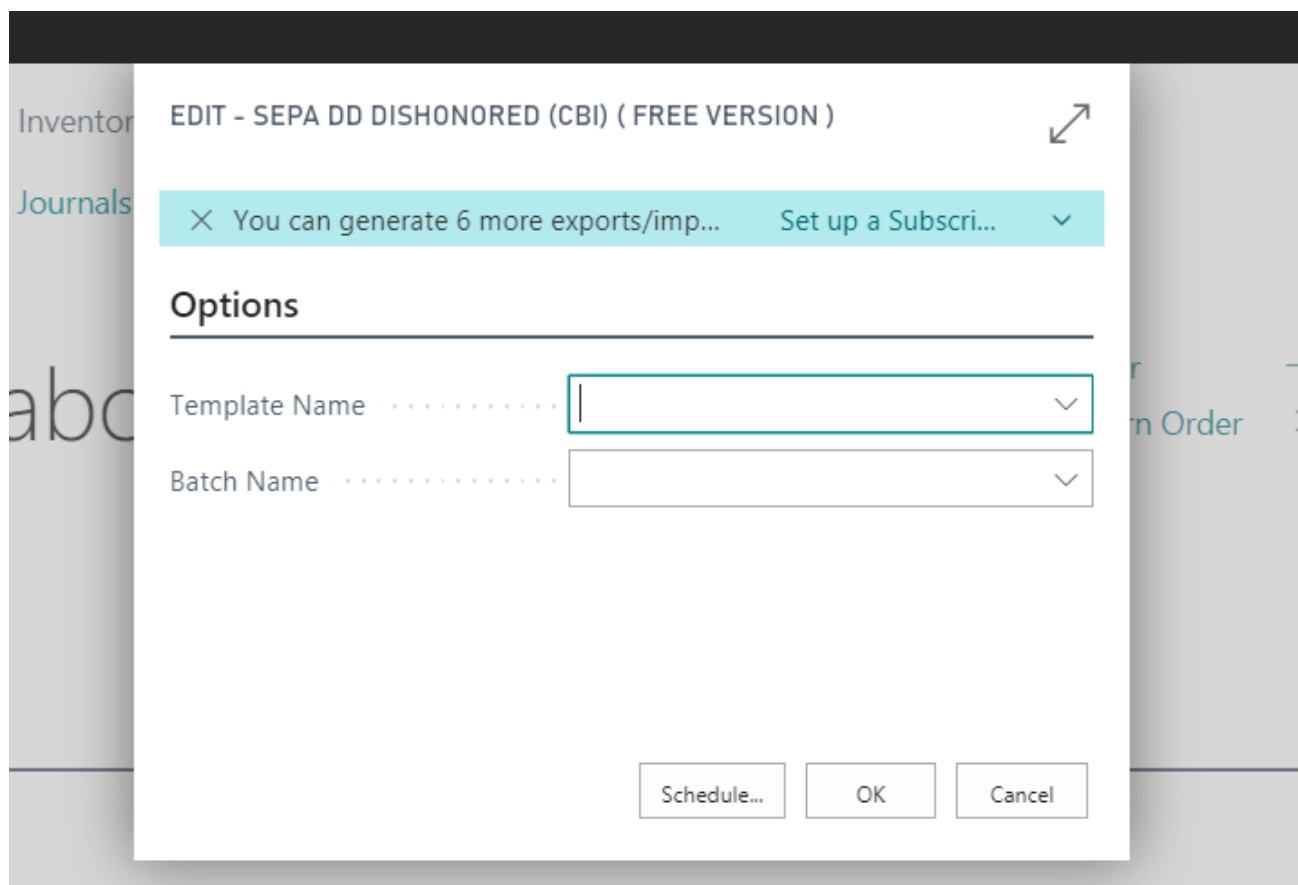 Inventor
Journals
abc
EDIT - SEPA DD DISHONORED (CBI) ( FREE VERSION )
You can generate 6 more exports/imp... Set up a Subscri...
Options
Template Name
Batch Name
r
rn Order
Schedule... OK Cancel